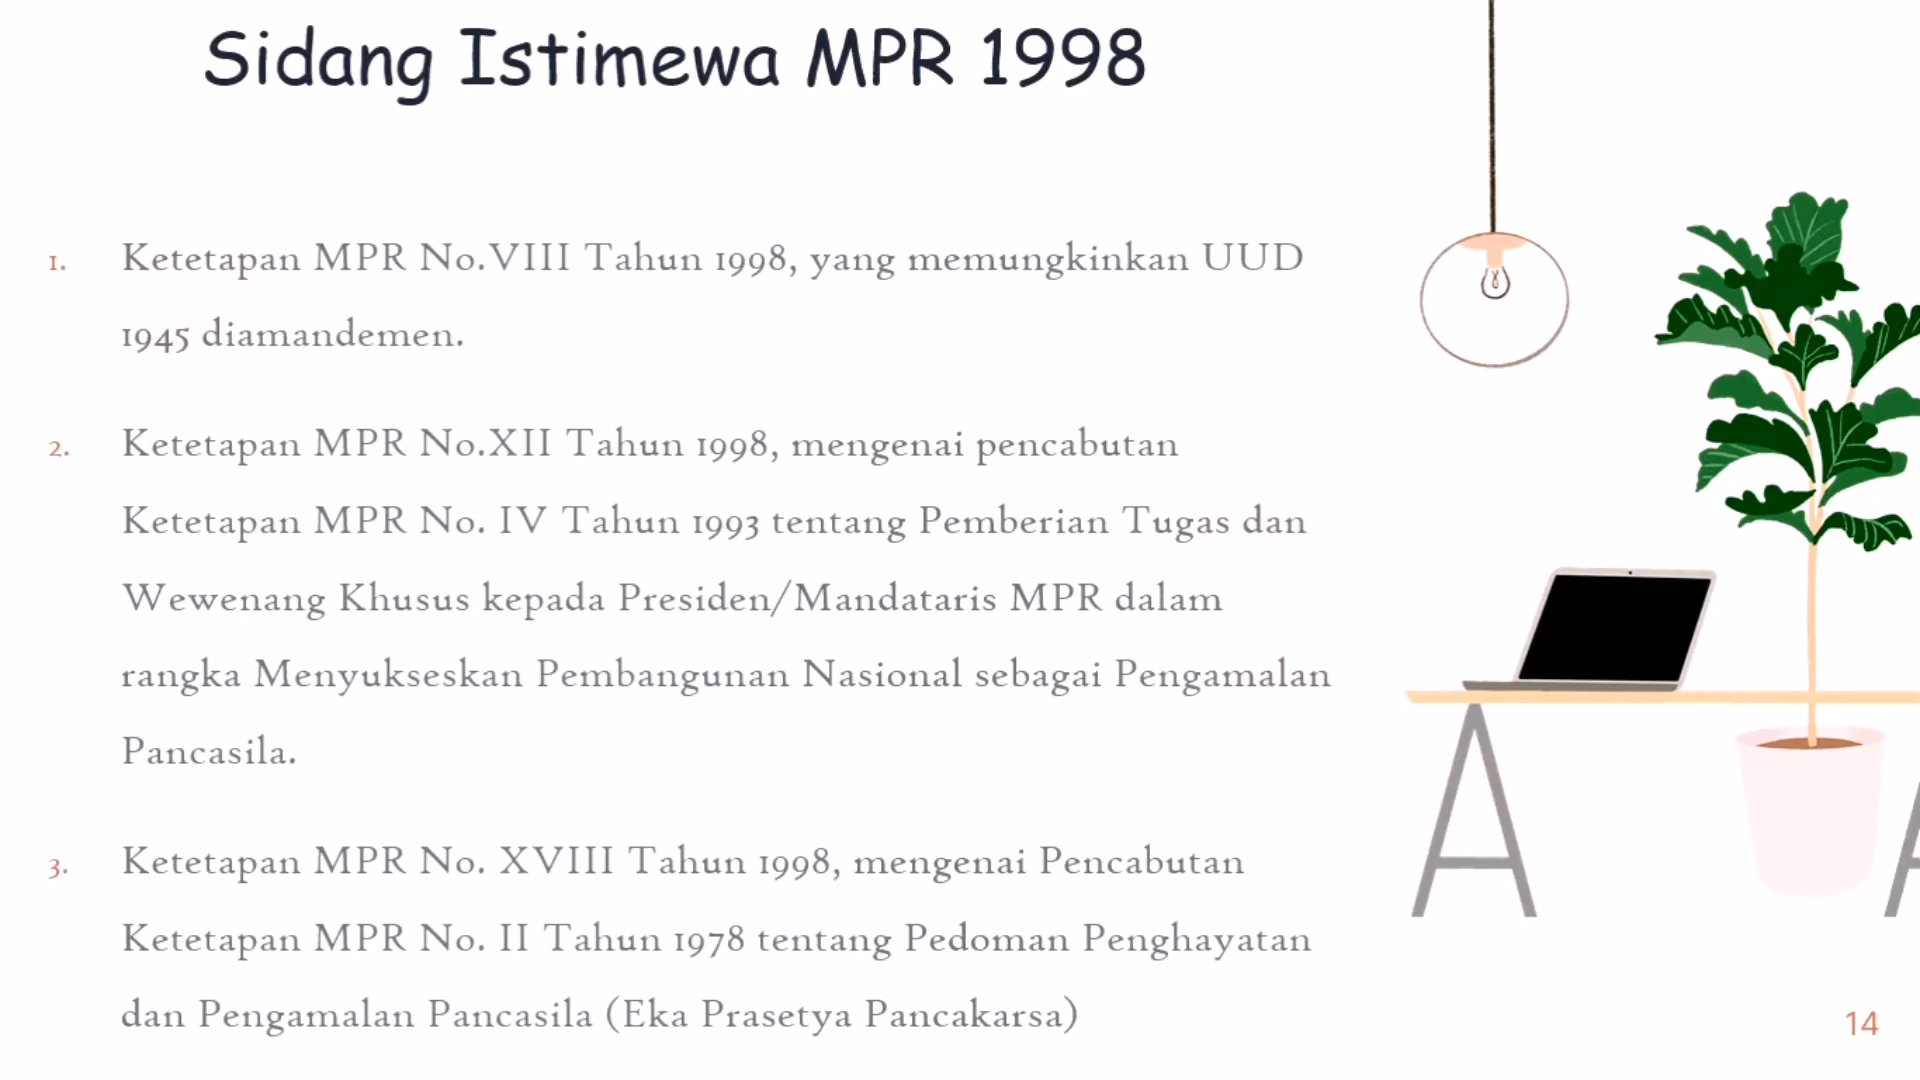 Sidang Istimewa MPR 1998
1. Ketetapan MPR No.VIII Tahun 1998, yang memungkinkan UUD
1945 diamandemen.
2. Ketetapan MPR No.XII Tahun 1998, mengenai pencabutan
Ketetapan MPR No. IV Tahun 1993 tentang Pemberian Tugas dan
Wewenang Khusus kepada Presiden/Mandataris MPR dalam
rangka Menyukseskan Pembangunan Nasional sebagai Pengamalan
Pancasila.
3. Ketetapan MPR No. XVIII Tahun 1998, mengenai Pencabutan
Ketetapan MPR No. II Tahun 1978 tentang Pedoman Penghayatan
dan Pengamalan Pancasila (Eka Prasetya Pancakarsa)
14